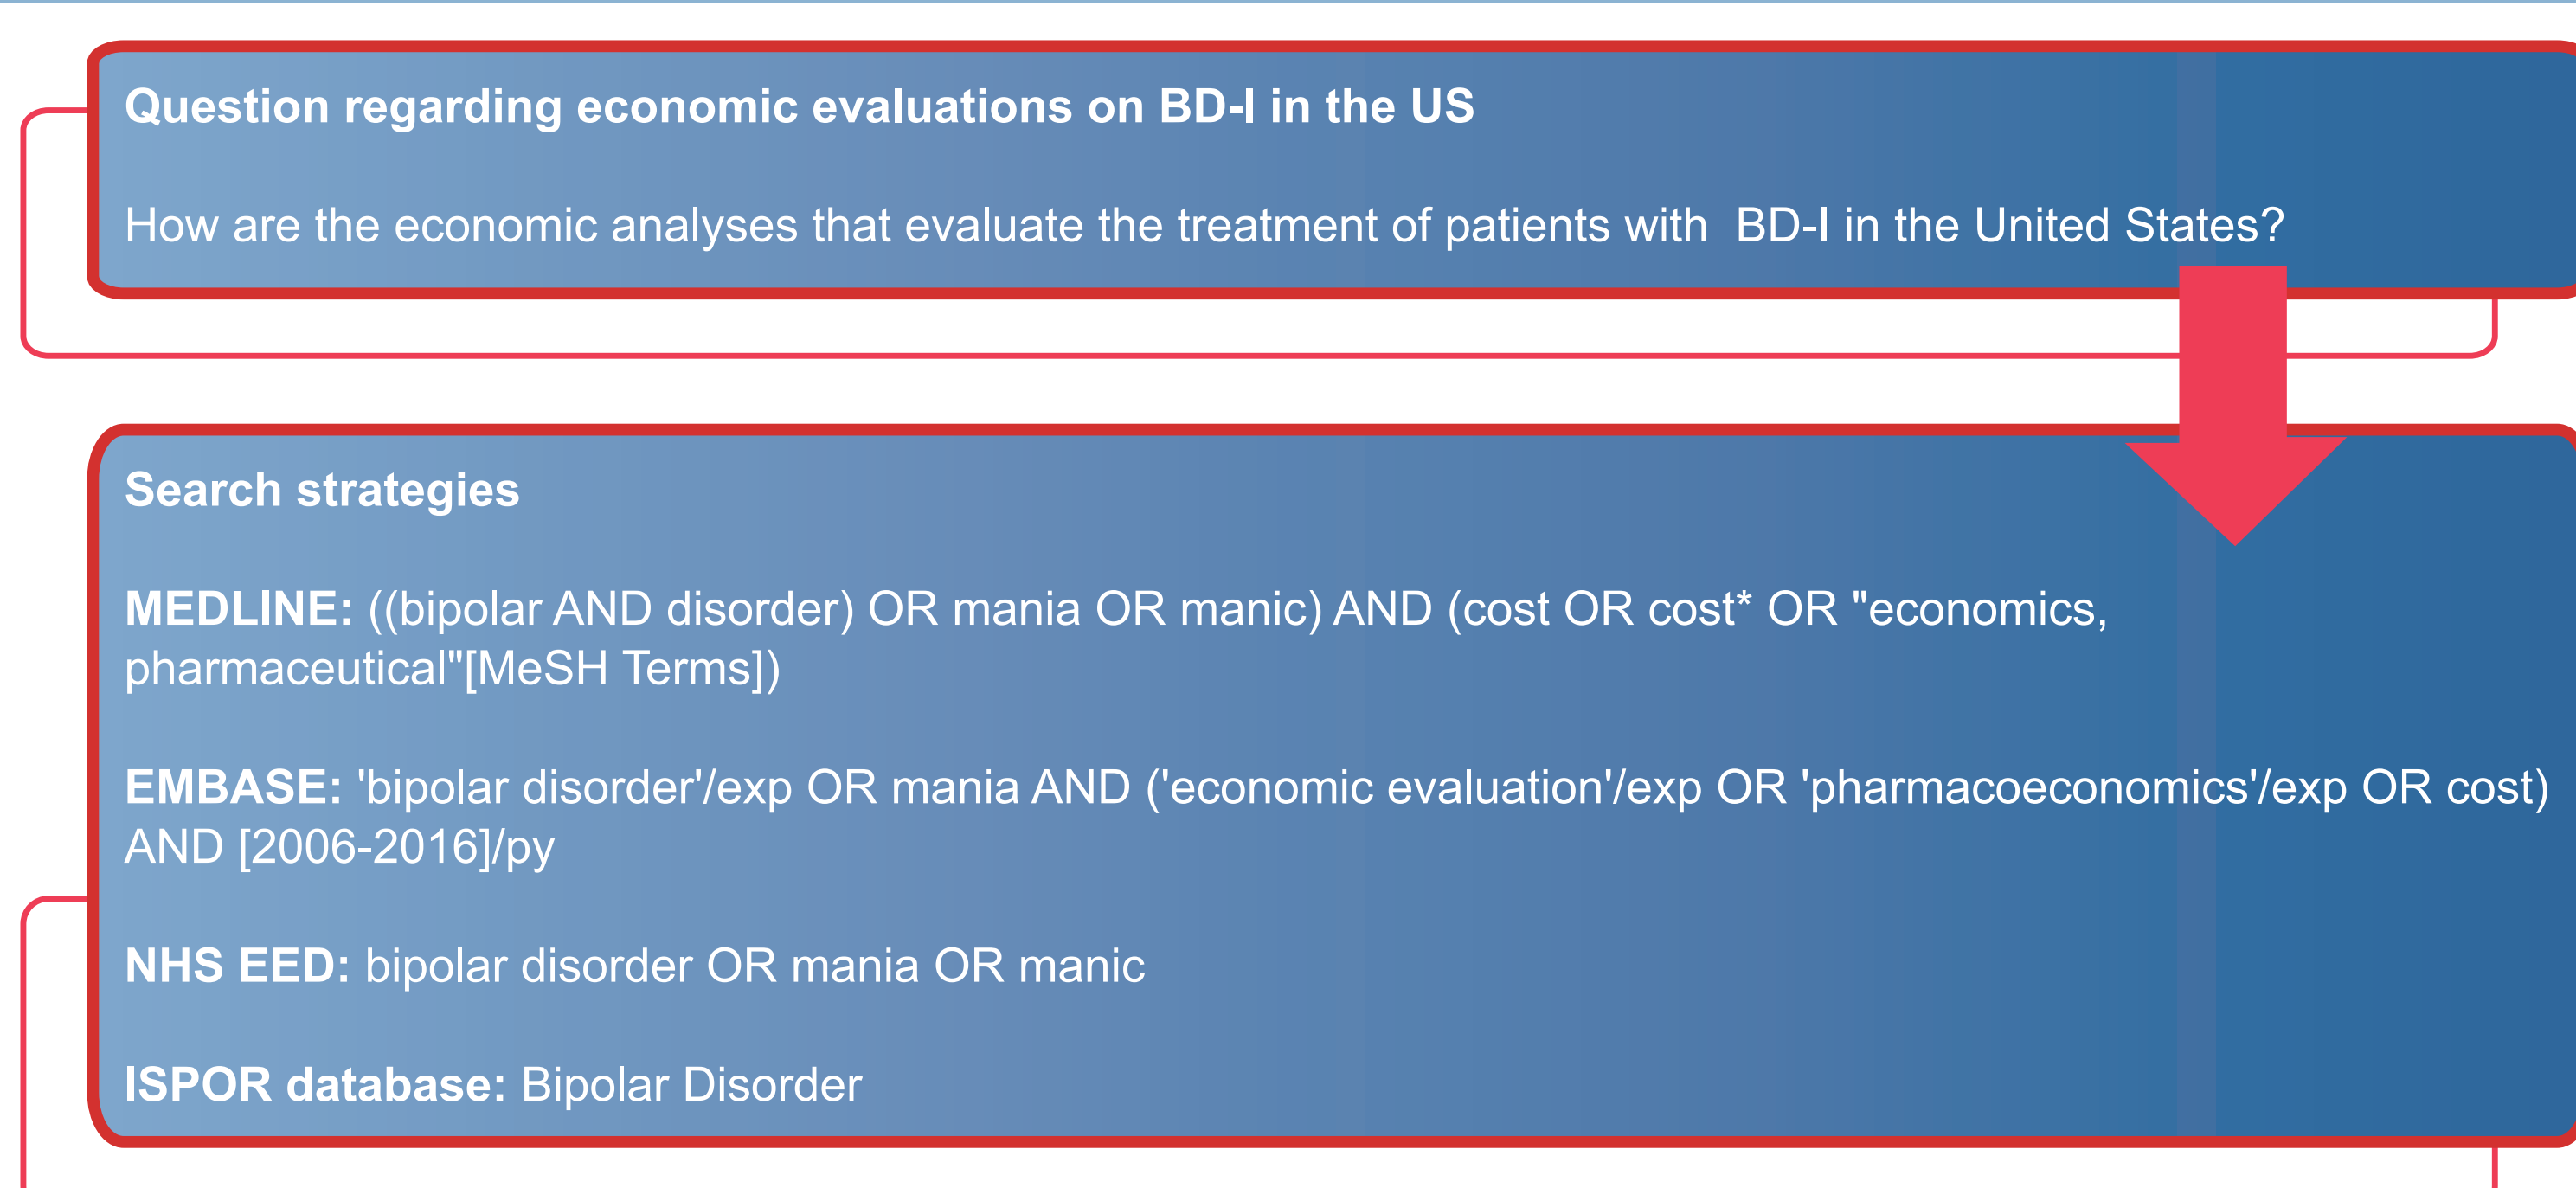 Question regarding economic evaluations on BD-I in the US
How are the economic analyses that evaluate the treatment of patients with  BD-I in the United States?
Search strategies
MEDLINE: ((bipolar AND disorder) OR mania OR manic) AND (cost OR cost* OR "economics,
pharmaceutical"[MeSH Terms])
EMBASE: 'bipolar disorder'/exp OR mania AND ('economic evaluation'/exp OR 'pharmacoeconomics'/exp OR cost)
AND [2006-2016]/py
NHS EED: bipolar disorder OR mania OR manic
ISPOR database: Bipolar Disorder